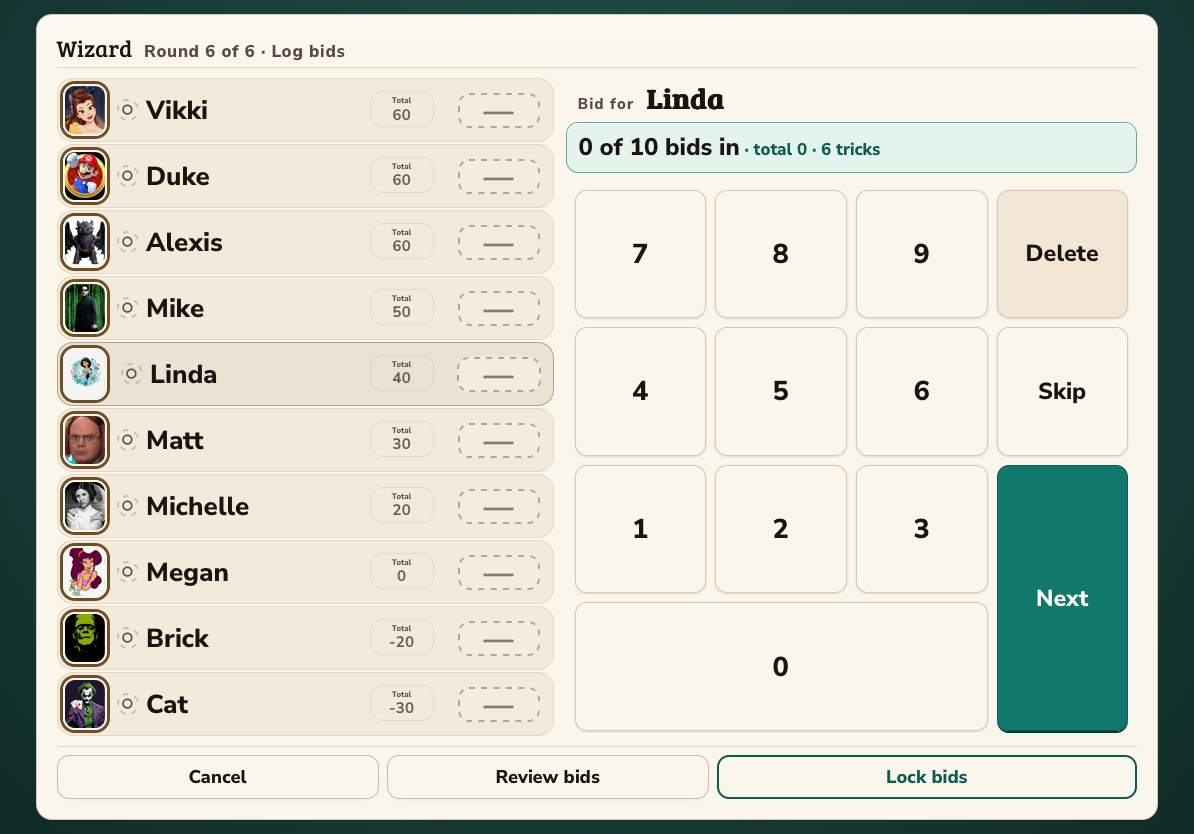 Wizard Round 6 of 6 · Log bids
Vikki Total 60 —
Duke Total 60 —
Alexis Total 60 —
Mike Total 50 —
Linda Total 40 —
Matt Total 30 —
Michelle Total 20 —
Megan Total 0 —
Brick Total -20 —
Cat Total -30 —
Bid for Linda
0 of 10 bids in · total 0 · 6 tricks
7 8 9 Delete
4 5 6 Skip
1 2 3
Next
0
Cancel Review bids Lock bids